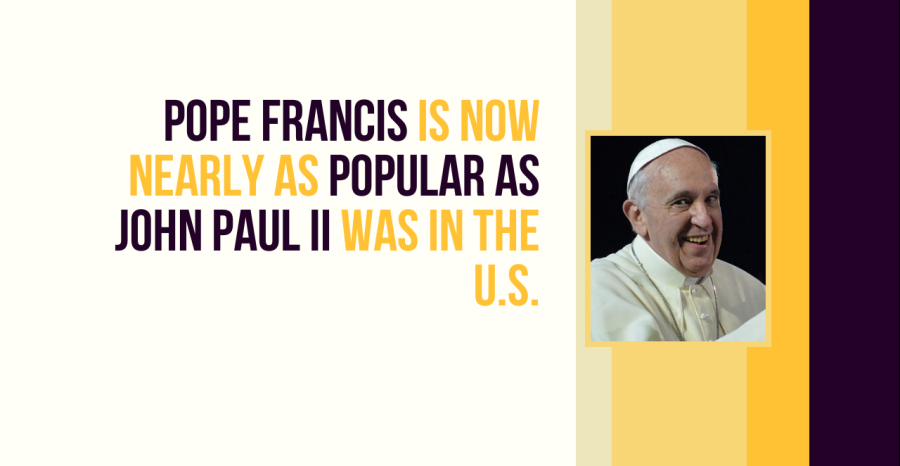 POPE FRANCIS IS NOW
NEARLY AS POPULAR AS
JOHN PAUL II WAS IN THE
U.S.